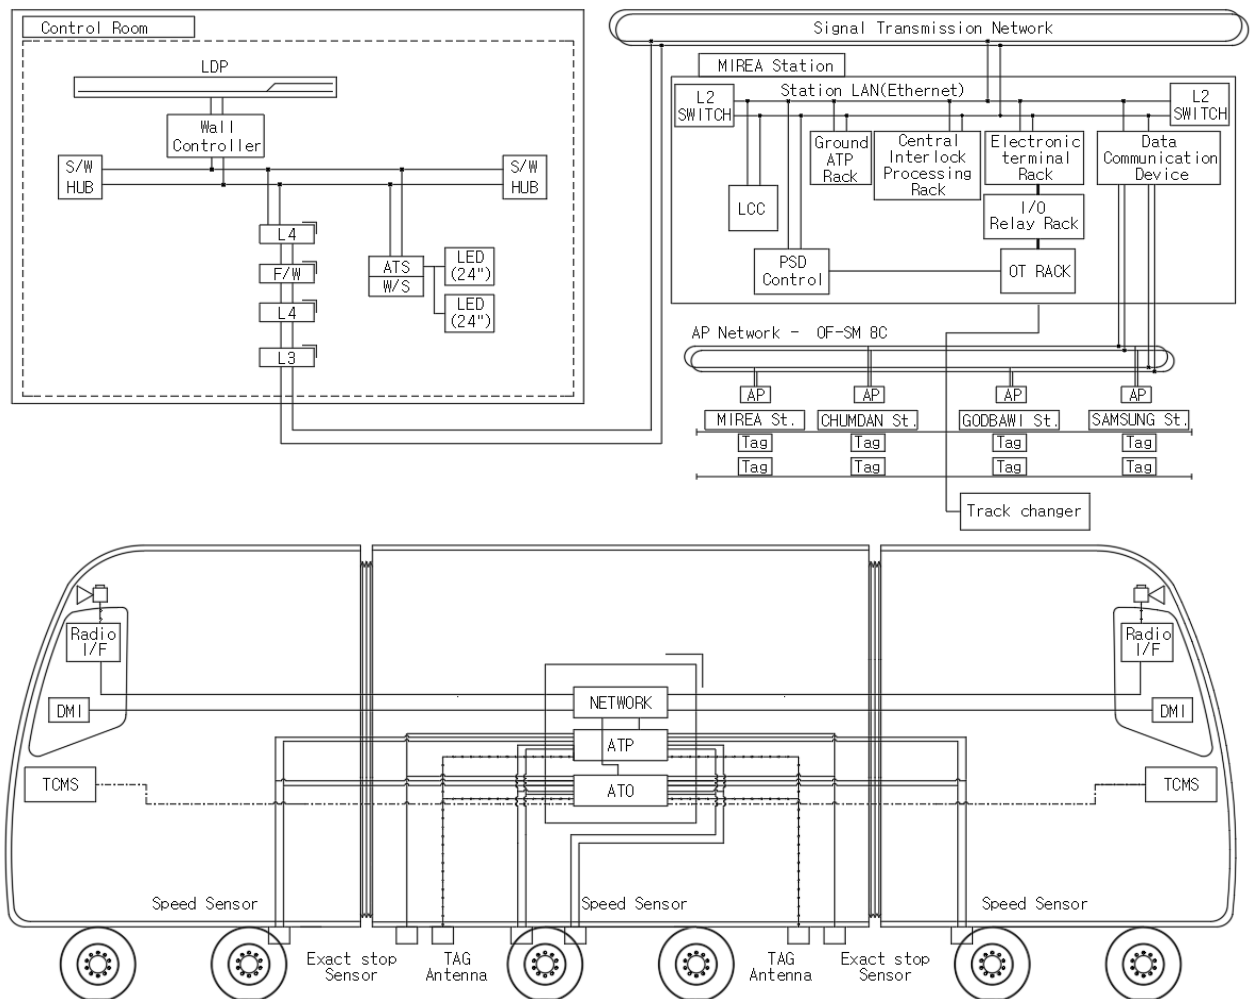 Control Room
LDP
Wall
Controller
S/W
HUB
S/W
HUB
L4
F/W
L4
L3
ATS
W/S
LED
(24")
LED
(24")
Signal Transmission Network
MIREA Station
Station LAN(Ethernet)
L2
SWITCH
L2
SWITCH
Ground
ATP
Rack
Central
Interlock
Processing
Rack
Electronic
terminal
Rack
Data
Communication
Device
LCC
I/O
Relay Rack
PSD
Control
OT RACK
AP Network - OF-SM 8C
AP
AP
AP
AP
MIREA St.
CHUMDAN St.
GODBAWI St.
SAMSUNG St.
Tag
Tag
Tag
Tag
Tag
Tag
Tag
Tag
Track changer
Radio
I/F
Radio
I/F
DMI
NETWORK
DMI
ATP
TCMS
ATO
TCMS
Speed Sensor
Speed Sensor
Speed Sensor
Exact stop
Sensor
TAG
Antenna
TAG
Antenna
Exact stop
Sensor